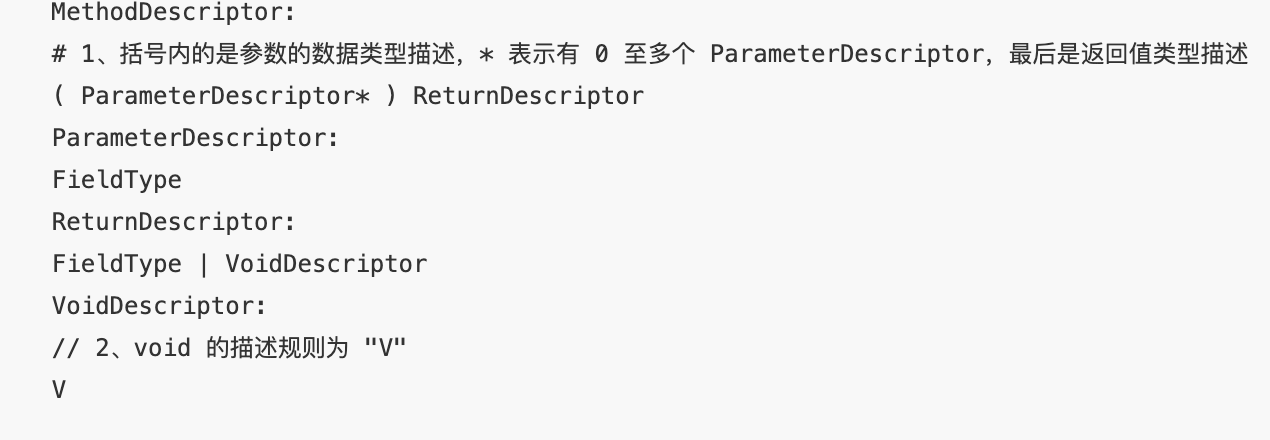 MethodDescriptor:
# 1、括号内的是参数的数据类型描述，* 表示有 0 至多个 ParameterDescriptor，最后是返回值类型描述
( ParameterDescriptor* ) ReturnDescriptor
ParameterDescriptor:
FieldType
ReturnDescriptor:
FieldType | VoidDescriptor
VoidDescriptor:
// 2、void 的描述规则为 "V"
V